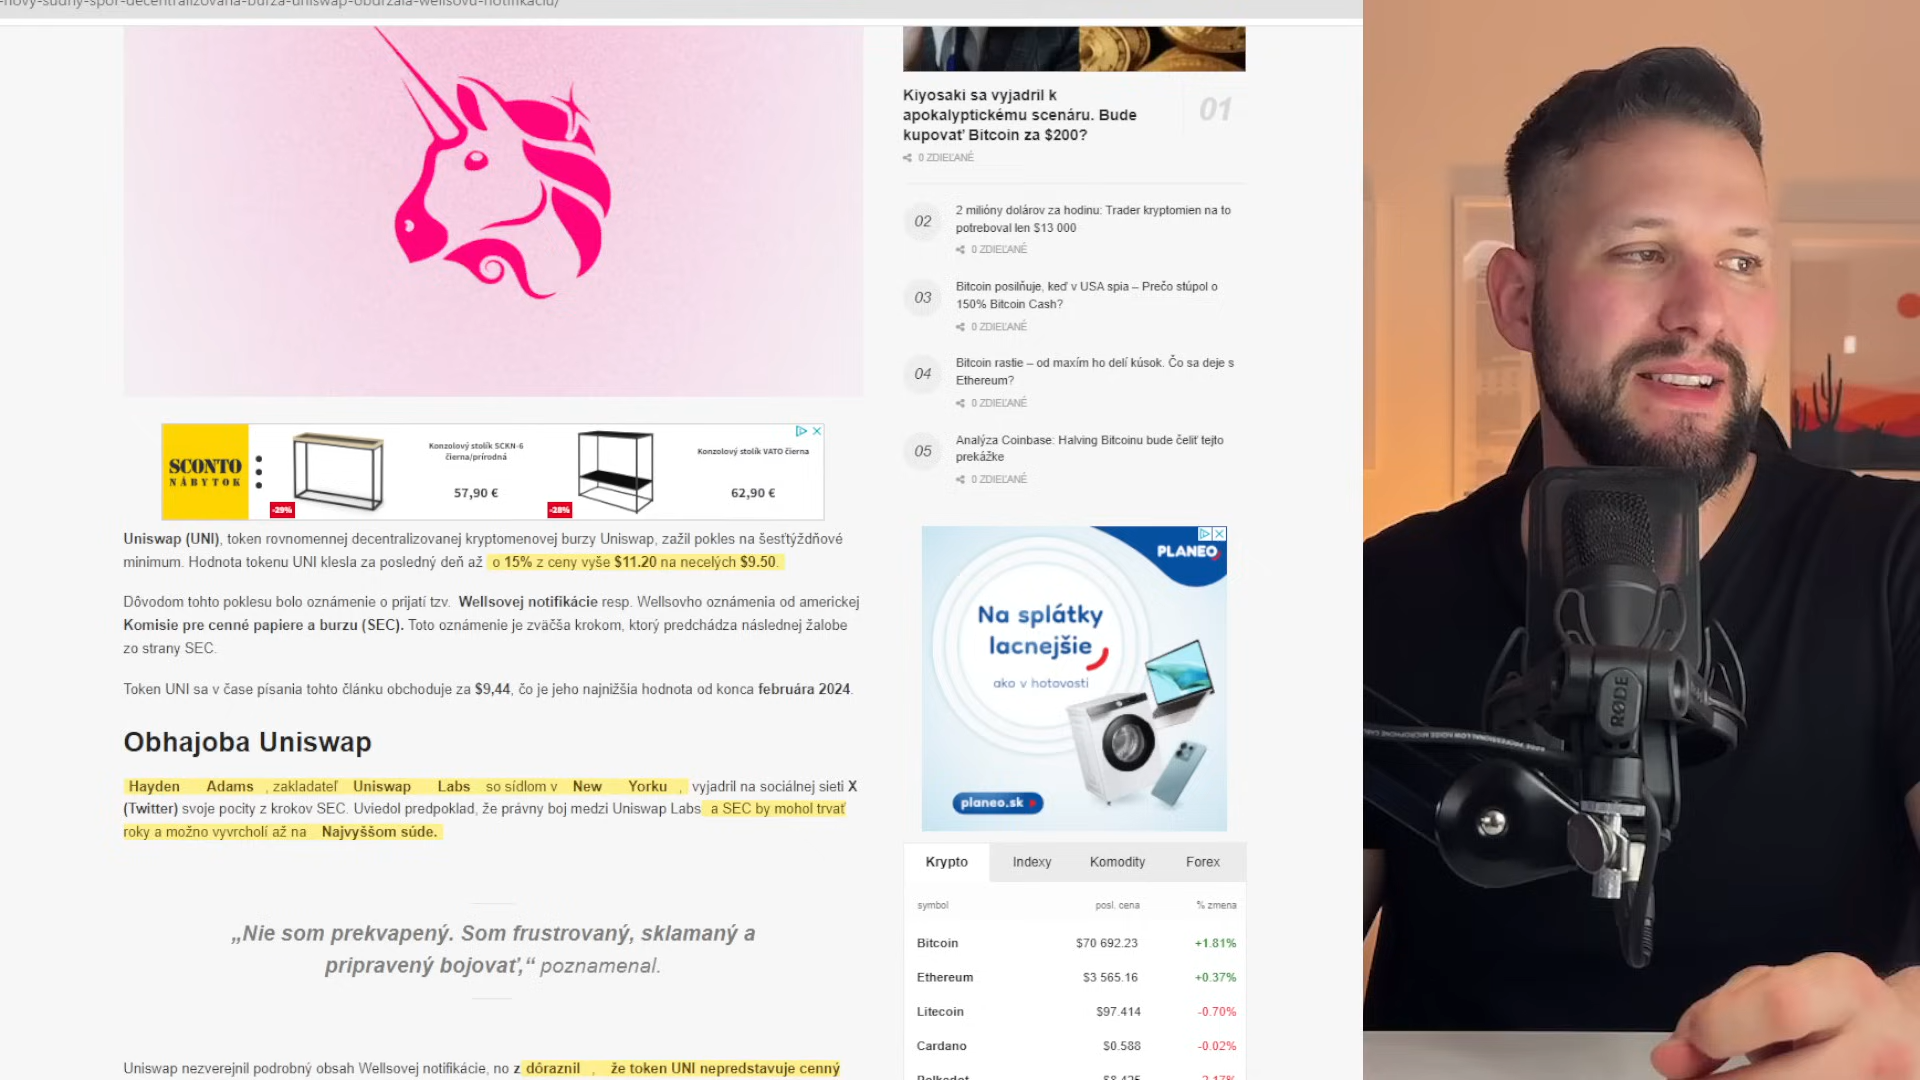 -novy-sudny-spor-decentralizovana-burza-uniswap-obdrzala-wellsovu-notifikaciu/
Kiyosaki sa vyjadril k
apokalyptickému scenáru. Bude
kupovať Bitcoin za $200?
01
0 ZDIEĽANÉ
02
2 milióny dolárov za hodinu: Trader kryptomien na to
potreboval len $13 000
0 ZDIEĽANÉ
03
Bitcoin posilňuje, keď v USA spia – Prečo stúpol o
150% Bitcoin Cash?
0 ZDIEĽANÉ
04
Bitcoin rastie – od maxím ho delí kúsok. Čo sa deje s
Ethereum?
0 ZDIEĽANÉ
05
Analýza Coinbase: Halving Bitcoinu bude čeliť tejto
prekážke
0 ZDIEĽANÉ
SCONTO
NÁBYTOK
Konzolový stolík SCKN-6
čierna/prírodná
57,90 €
-29%
Konzolový stolík VATO čierna
62,90 €
-28%
Uniswap (UNI), token rovnomennej decentralizovanej kryptomenovej burzy Uniswap, zažil pokles na šesťtýždňové
minimum. Hodnota tokenu UNI klesla za posledný deň až o 15% z ceny vyše $11.20 na necelých $9.50.
Dôvodom tohto poklesu bolo oznámenie o prijatí tzv. Wellsovej notifikácie resp. Wellsovho oznámenia od americkej
Komisie pre cenné papiere a burzu (SEC). Toto oznámenie je zväčša krokom, ktorý predchádza následnej žalobe
zo strany SEC.
Token UNI sa v čase písania tohto článku obchoduje za $9,44, čo je jeho najnižšia hodnota od konca februára 2024.
Obhajoba Uniswap
Hayden Adams , zakladateľ Uniswap Labs so sídlom v New Yorku , vyjadril na sociálnej sieti X
(Twitter) svoje pocity z krokov SEC. Uviedol predpoklad, že právny boj medzi Uniswap Labs a SEC by mohol trvať
roky a možno vyvrcholí až na Najvyššom súde.
„Nie som prekvapený. Som frustrovaný, sklamaný a
pripravený bojovať,“ poznamenal.
Uniswap nezverejnil podrobný obsah Wellsovej notifikácie, no z dôraznil , že token UNI nepredstavuje cenný
PLANEO
Na splátky
lacnejšie
ako v hotovosti
planeo.sk
Krypto Indexy Komodity Forex
symbol posl. cena % zmena
Bitcoin $70 692.23 +1.81%
Ethereum $3 565.16 +0.37%
Litecoin $97.414 -0.70%
Cardano $0.588 -0.02%
Polkadot $8.425 -2.17%
RØDE